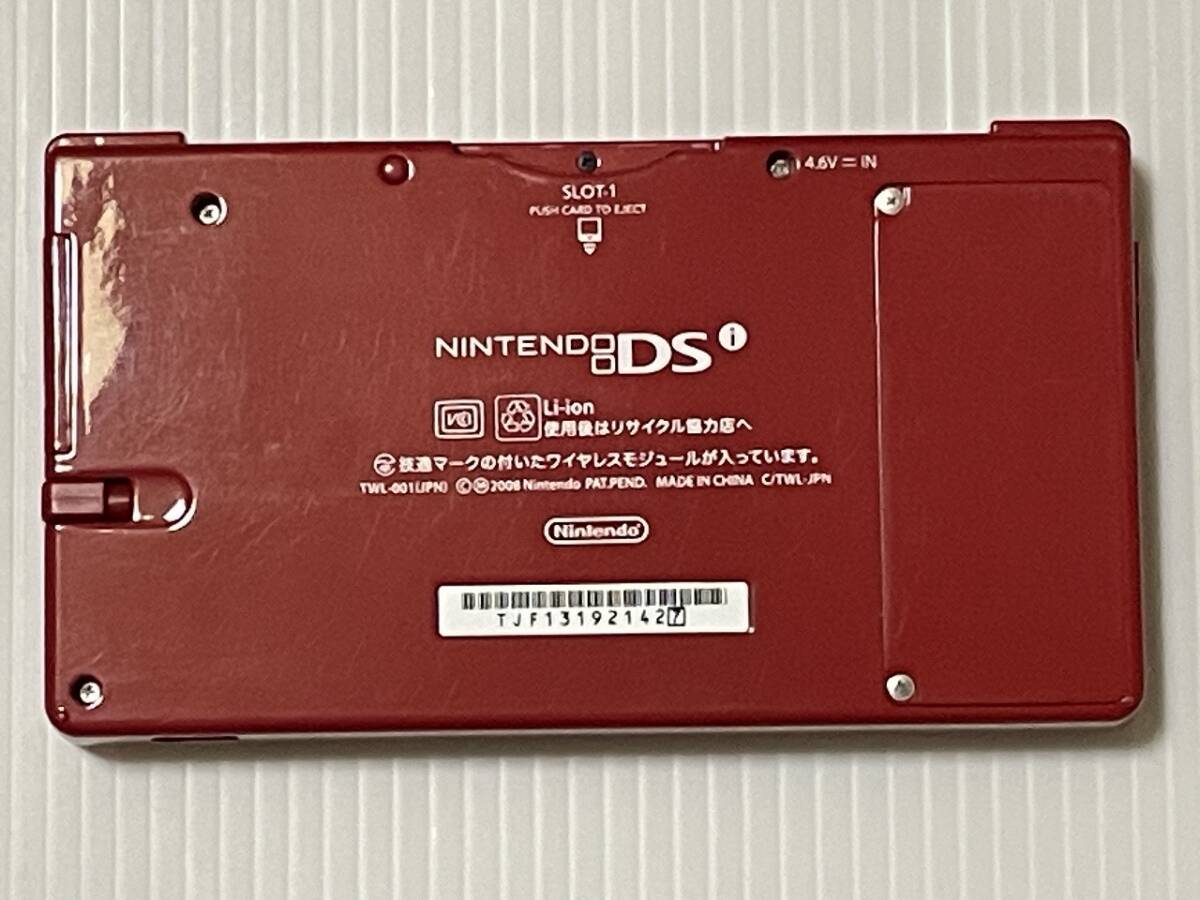 4.6V ⎓ IN
SLOT-1
PUSH CARD TO EJECT
NINTENDO DS i
VCI
Li-ion
使用後はリサイクル協力店へ
技適マークの付いたワイヤレスモジュールが入っています。
TWL-001(JPN) ©Ⓜ2008 Nintendo PAT.PEND. MADE IN CHINA C/TWL-JPN
Nintendo
TJF131921427